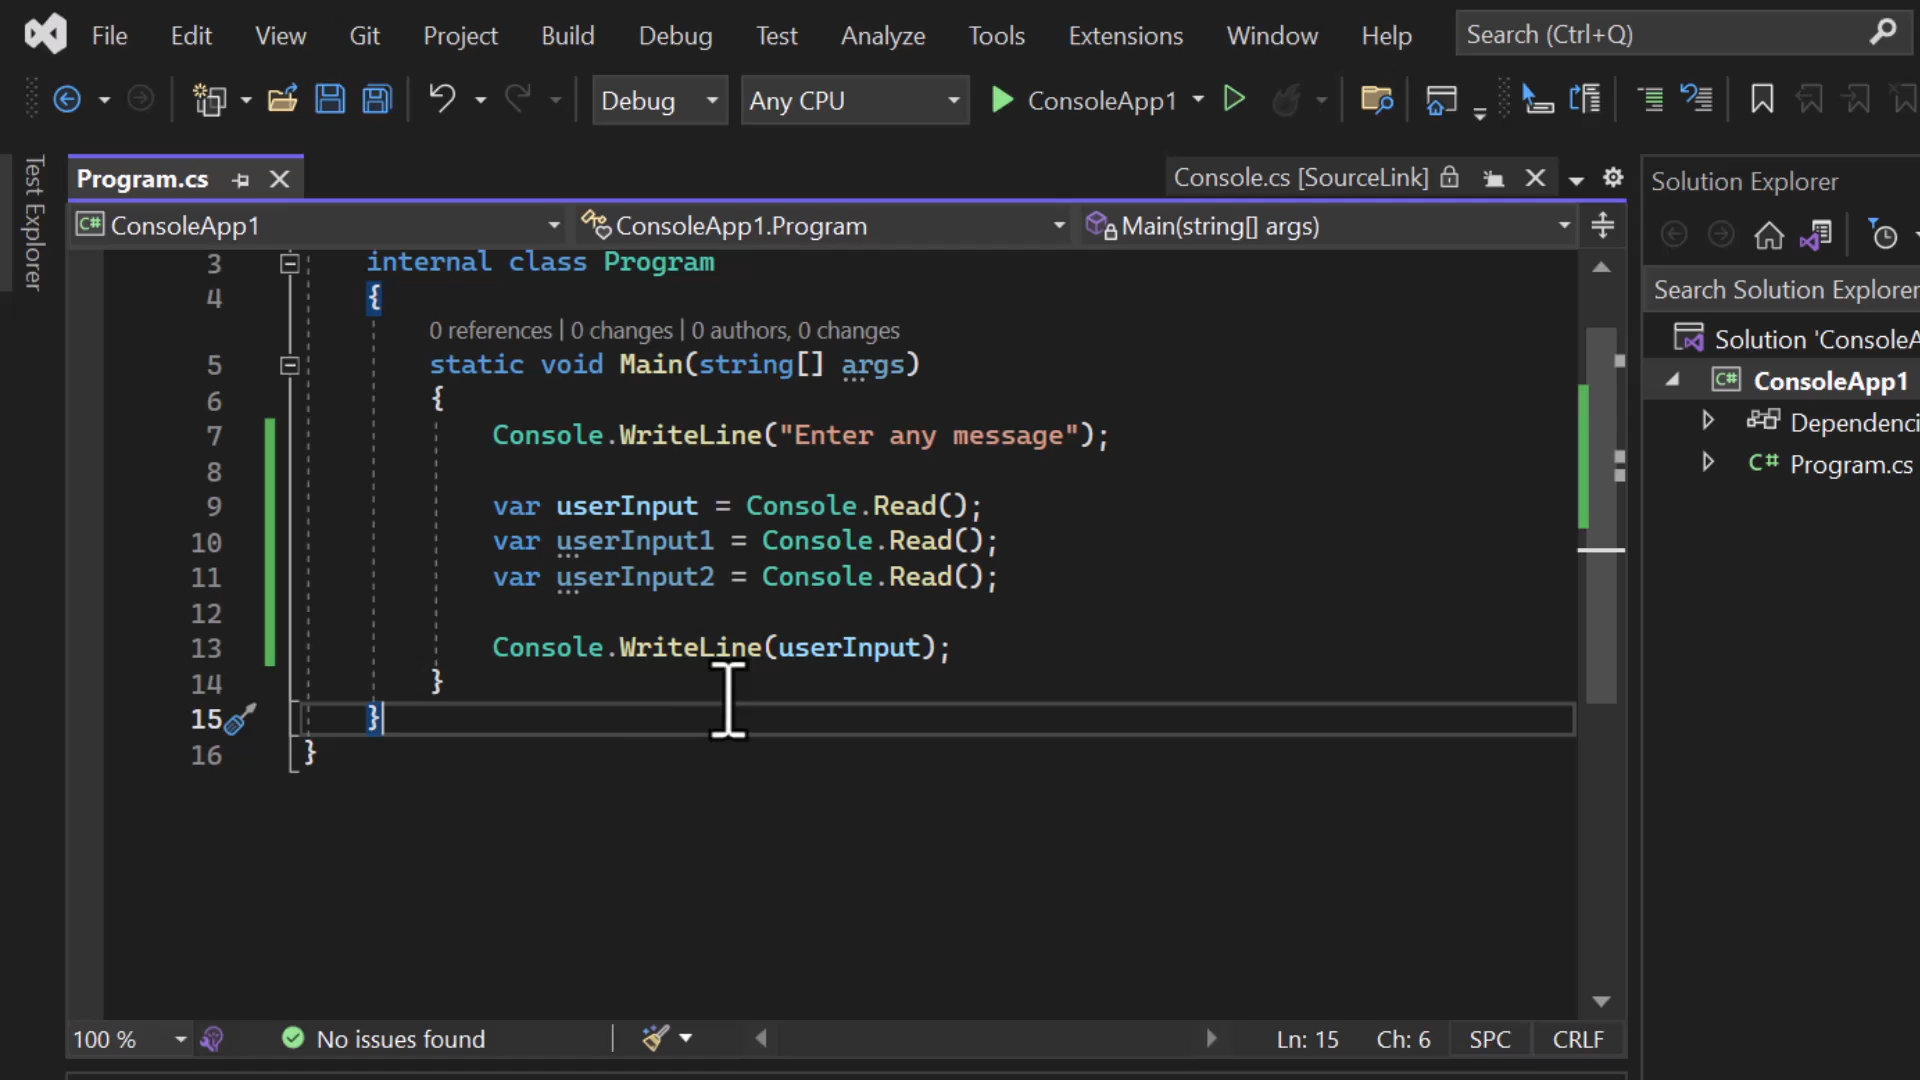 File Edit View Git Project Build Debug Test Analyze Tools Extensions Window Help Search (Ctrl+Q)
Debug Any CPU ConsoleApp1
Test Explorer
Program.cs Console.cs [SourceLink] Solution Explorer
C# ConsoleApp1 ConsoleApp1.Program Main(string[] args)
3 internal class Program
4 {
0 references | 0 changes | 0 authors, 0 changes
5 static void Main(string[] args)
6 {
7 Console.WriteLine("Enter any message");
8
9 var userInput = Console.Read();
10 var userInput1 = Console.Read();
11 var userInput2 = Console.Read();
12
13 Console.WriteLine(userInput);
14 }
15 }
16 }
Search Solution Explorer
Solution 'ConsoleA
C# ConsoleApp1
Dependenci
C# Program.cs
100 % No issues found Ln: 15 Ch: 6 SPC CRLF